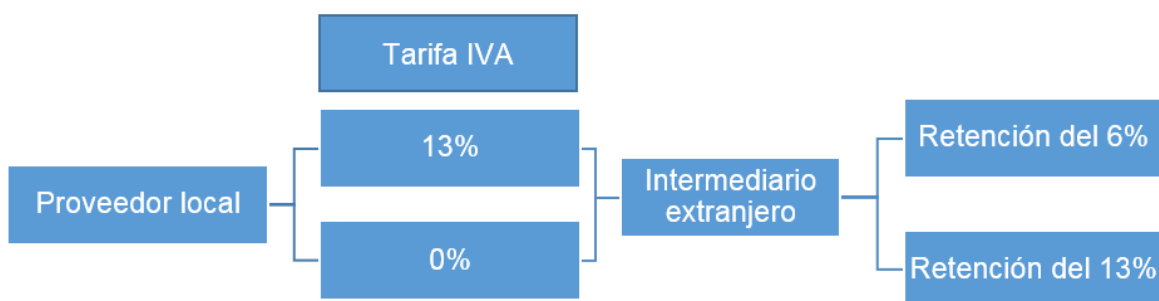 Tarifa IVA
Proveedor local
13%
0%
Intermediario
extranjero
Retención del 6%
Retención del 13%